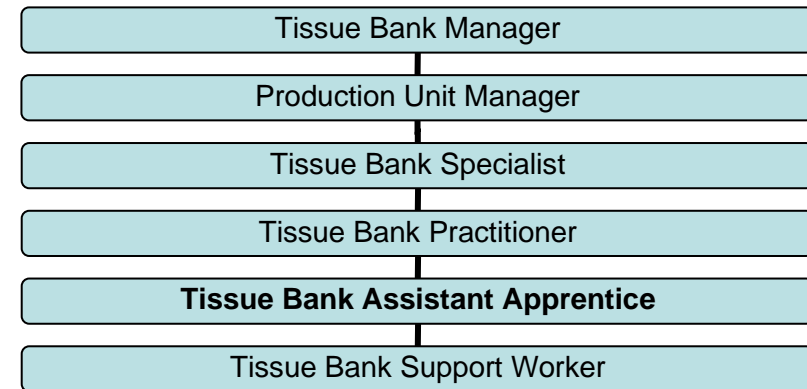 Tissue Bank Manager
Production Unit Manager
Tissue Bank Specialist
Tissue Bank Practitioner
Tissue Bank Assistant Apprentice
Tissue Bank Support Worker